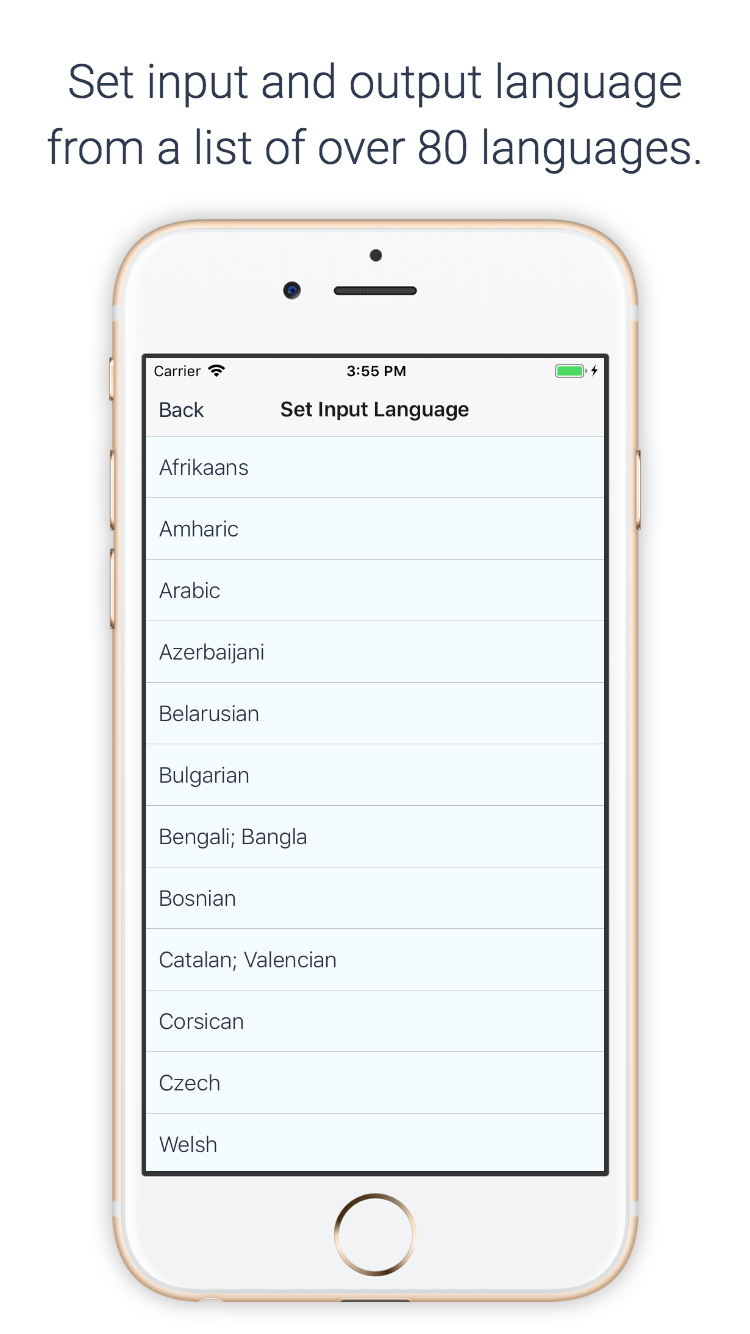 Set input and output language
from a list of over 80 languages.
Carrier 3:55 PM
Back Set Input Language
Afrikaans
Amharic
Arabic
Azerbaijani
Belarusian
Bulgarian
Bengali; Bangla
Bosnian
Catalan; Valencian
Corsican
Czech
Welsh